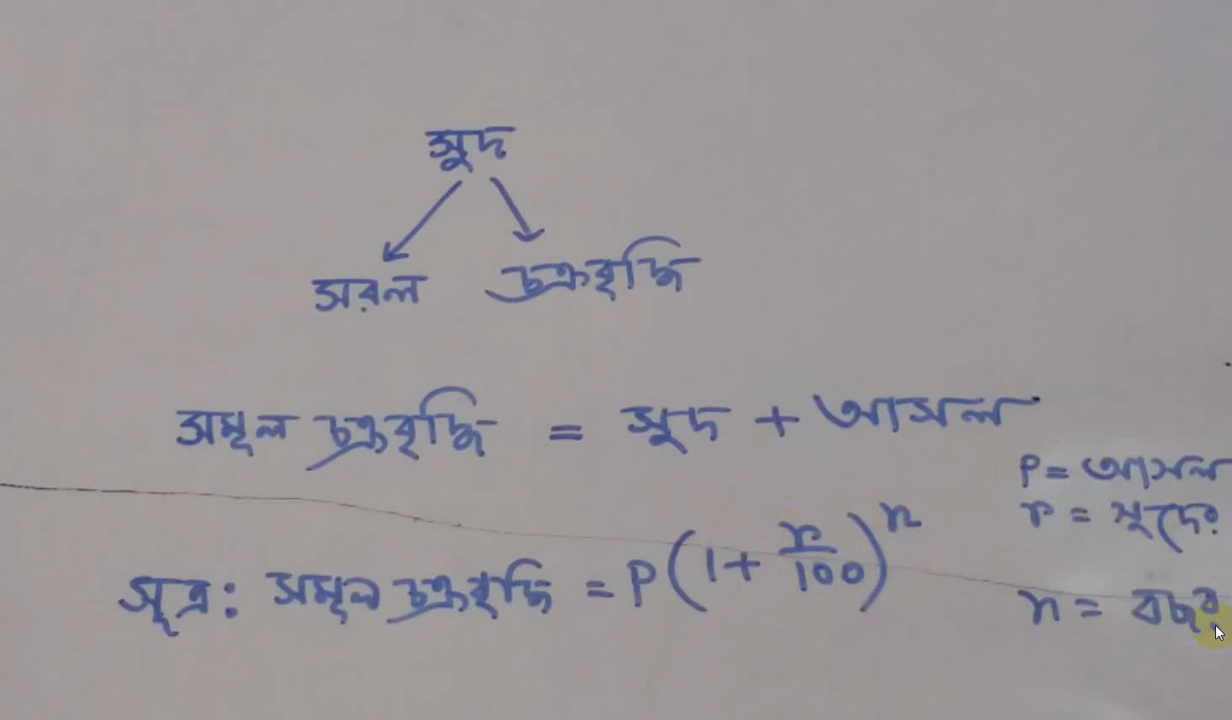 সুদ
সরল চক্রবৃদ্ধি
সমূল চক্রবৃদ্ধি = সুদ + আসল
P = আসল
r = সুদের
সূত্র: সমূল চক্রবৃদ্ধি = P(1 + r/100)^n
n = বছর